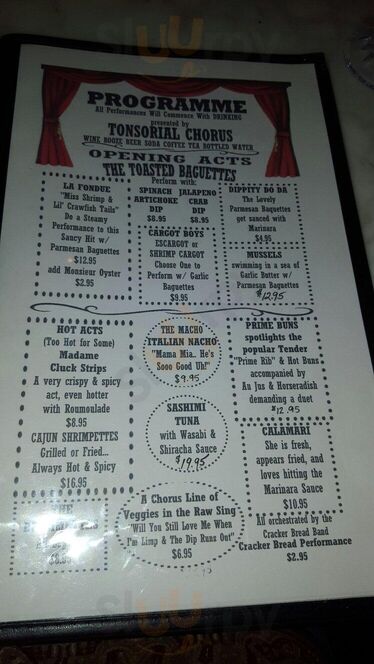 PROGRAMME
All Performances Will Commence With DRINKING
presented by
TONSORIAL CHORUS
WINE BOOZE BEER SODA COFFEE TEA BOTTLED WATER
OPENING ACTS
THE TOASTED BAGUETTES
Perform with:
LA FONDUE
"Miss Shrimp &
Lil' Crawfish Tails"
Do a Steamy
Performance to this
Saucy Hit w/
Parmesan Baguettes
$12.95
add Monsieur Oyster
$2.95
SPINACH
ARTICHOKE
DIP
$8.95
JALAPENO
CRAB
DIP
$8.95
DIPPITY DO DA
The Lovely
Parmesan Baguettes
get sauced with
Marinara
$4.95
CARGOT BOYS
ESCARGOT or
SHRIMP CARGOT
Choose One to
Perform w/ Garlic
Baguettes
$9.95
MUSSELS
swimming in a sea of
Garlic Butter w/
Parmesan Baguettes
$12.95
HOT ACTS
(Too Hot for Some)
Madame
Cluck Strips
A very crispy & spicy
act, even hotter
with Roumoulade
$8.95
CAJUN SHRIMPETTES
Grilled or Fried...
Always Hot & Spicy
$16.95
THE MACHO
ITALIAN NACHO
"Mama Mia. He's
Sooo Good Uh!"
$9.95
PRIME BUNS
spotlights the
popular Tender
"Prime Rib" & Hot Buns
accompanied by
Au Jus & Horseradish
demanding a duet
$12.95
SASHIMI
TUNA
with Wasabi &
Shiracha Sauce
$19.95
CALAMARI
She is fresh,
appears fried, and
loves hitting the
Marinara Sauce
$10.95
THE
A Chorus Line of
Veggies in the Raw Sing
"Will You Still Love Me When
I'm Limp & The Dip Runs Out"
$6.95
All orchestrated by the
Cracker Bread Band
Cracker Bread Performance
$2.95